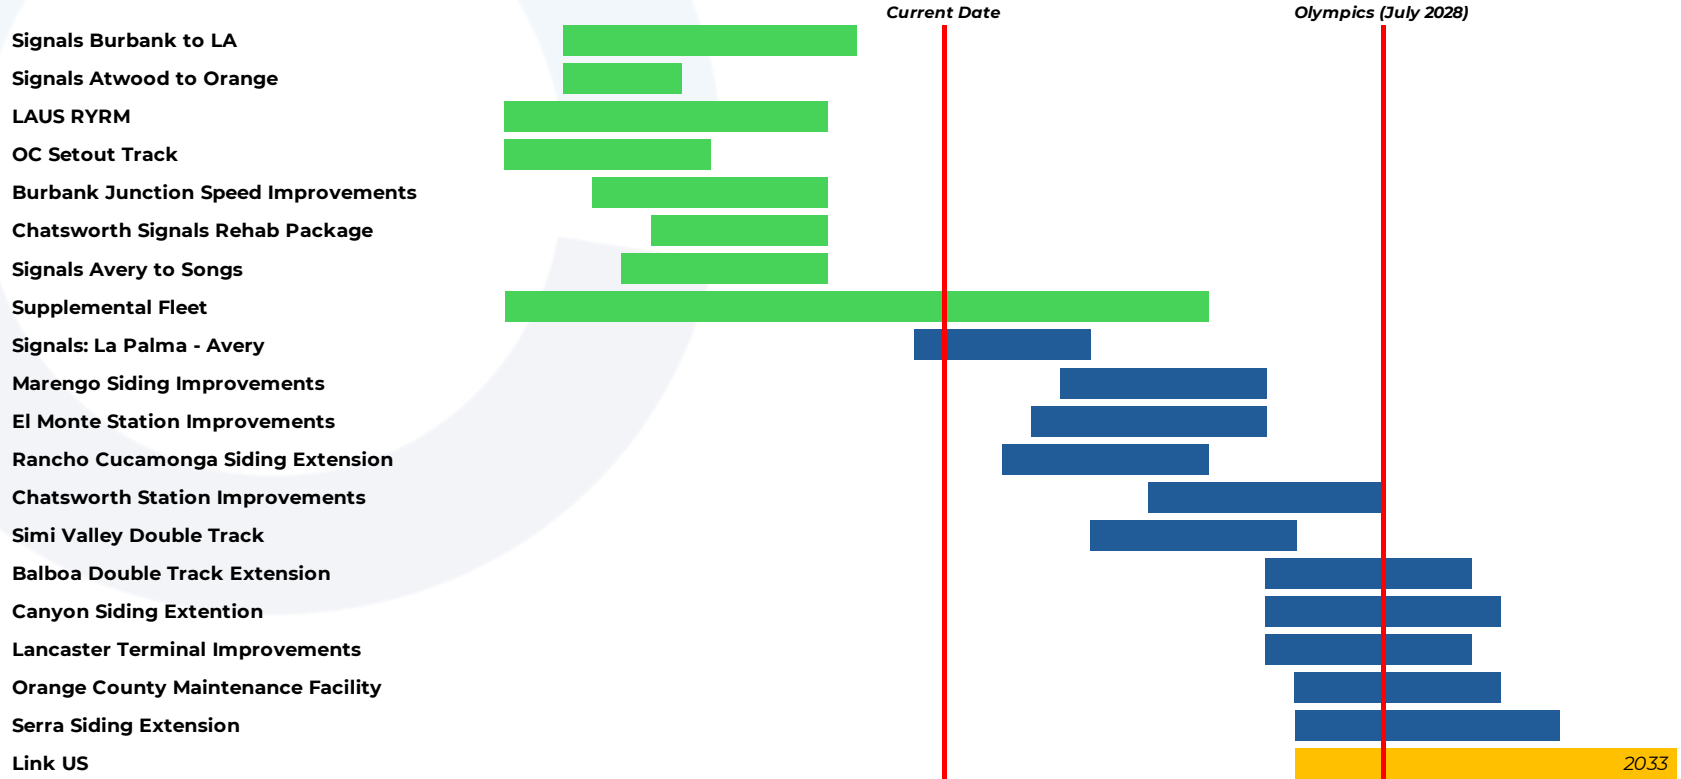 Current Date
Olympics (July 2028)
Signals Burbank to LA
Signals Atwood to Orange
LAUS RYRM
OC Setout Track
Burbank Junction Speed Improvements
Chatsworth Signals Rehab Package
Signals Avery to Songs
Supplemental Fleet
Signals: La Palma - Avery
Marengo Siding Improvements
El Monte Station Improvements
Rancho Cucamonga Siding Extension
Chatsworth Station Improvements
Simi Valley Double Track
Balboa Double Track Extension
Canyon Siding Extention
Lancaster Terminal Improvements
Orange County Maintenance Facility
Serra Siding Extension
Link US
2033